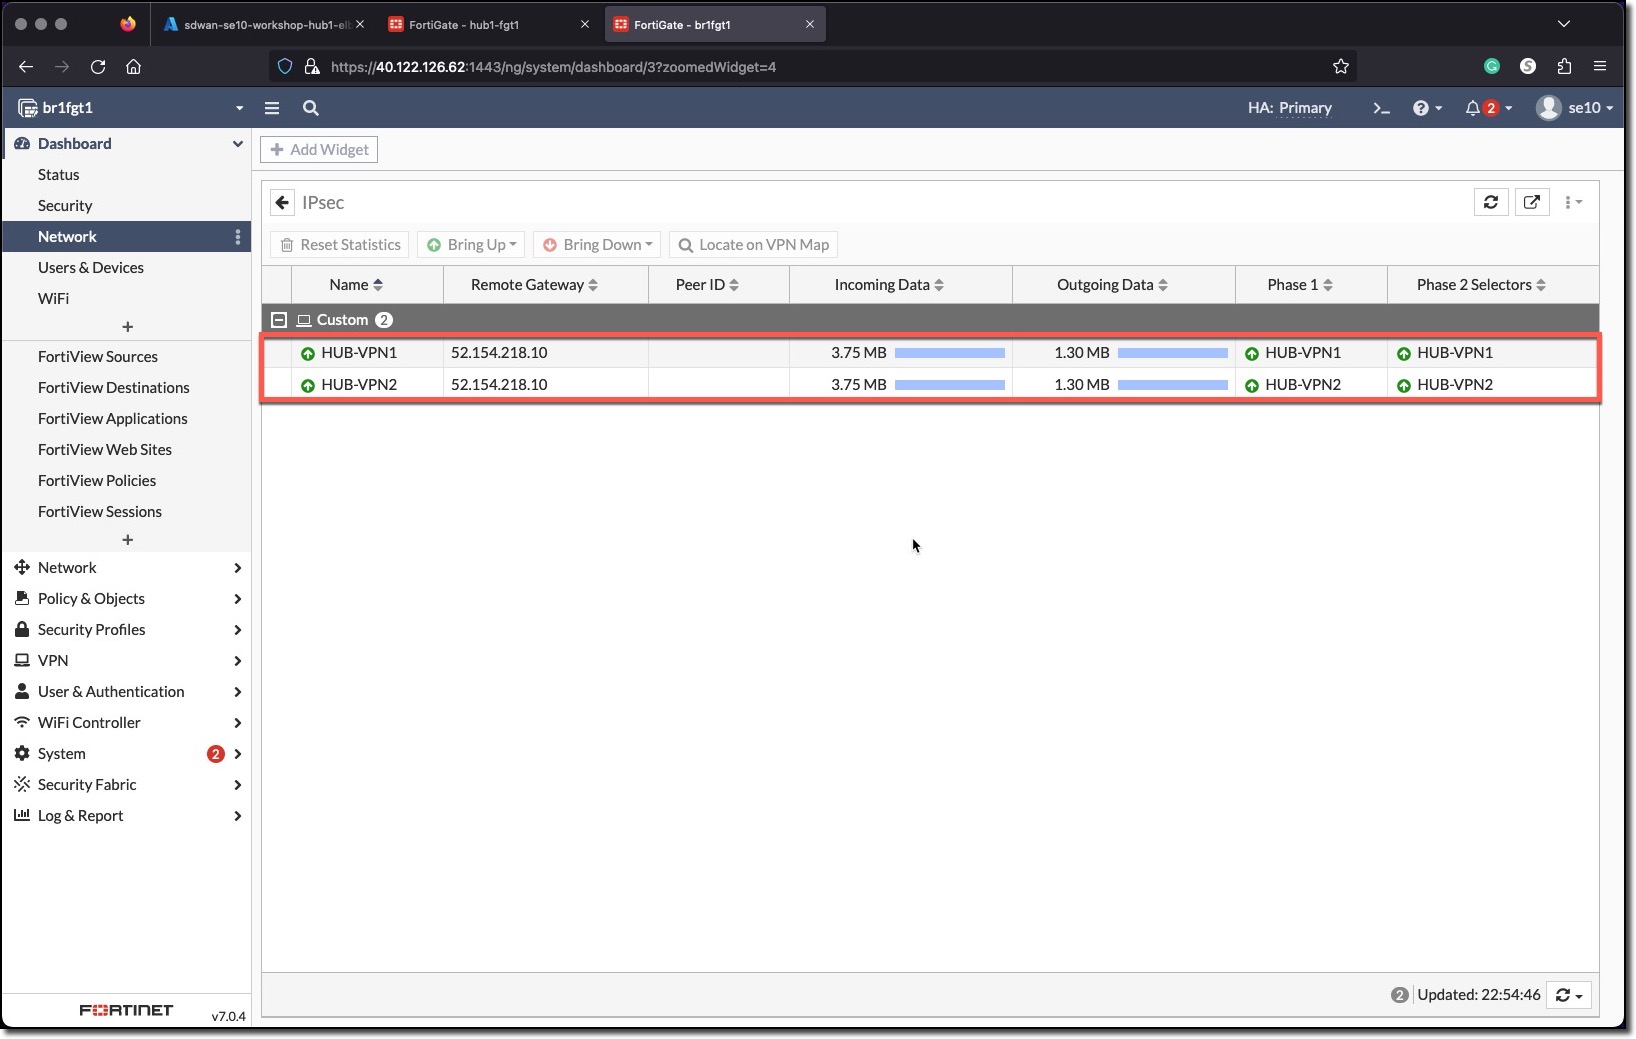 sdwan-se10-workshop-hub1-el
FortiGate - hub1-fgt1
FortiGate - br1fgt1
https://40.122.126.62:1443/ng/system/dashboard/3?zoomedWidget=4
br1fgt1
HA: Primary
2
se10
Dashboard
Status
Security
Network
Users & Devices
WiFi
FortiView Sources
FortiView Destinations
FortiView Applications
FortiView Web Sites
FortiView Policies
FortiView Sessions
Network
Policy & Objects
Security Profiles
VPN
User & Authentication
WiFi Controller
System 2
Security Fabric
Log & Report
FORTINET v7.0.4
Add Widget
IPsec
Reset Statistics Bring Up Bring Down Locate on VPN Map
Name Remote Gateway Peer ID Incoming Data Outgoing Data Phase 1 Phase 2 Selectors
Custom 2
HUB-VPN1 52.154.218.10 3.75 MB 1.30 MB HUB-VPN1 HUB-VPN1
HUB-VPN2 52.154.218.10 3.75 MB 1.30 MB HUB-VPN2 HUB-VPN2
2 Updated: 22:54:46